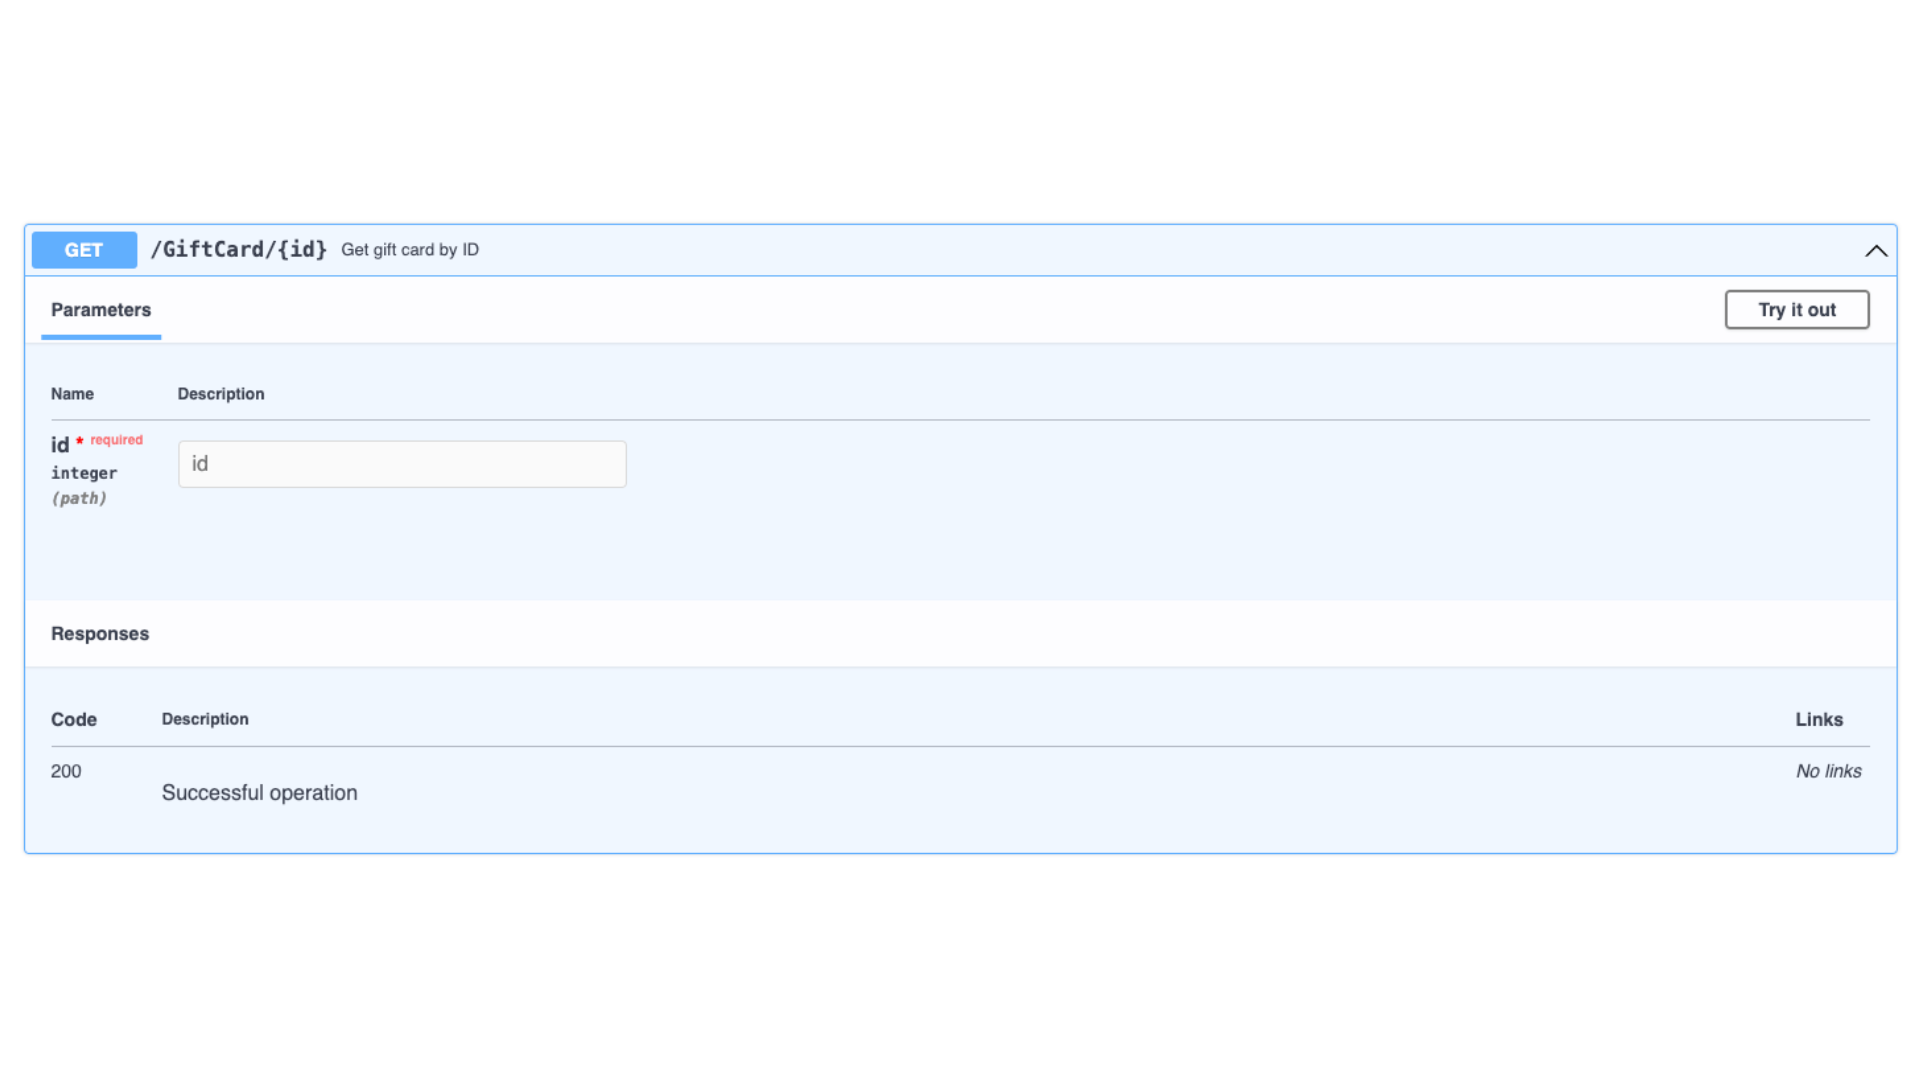 GET /GiftCard/{id} Get gift card by ID
Parameters Try it out
Name Description
id * required id
integer
(path)
Responses
Code Description Links
200 No links
Successful operation